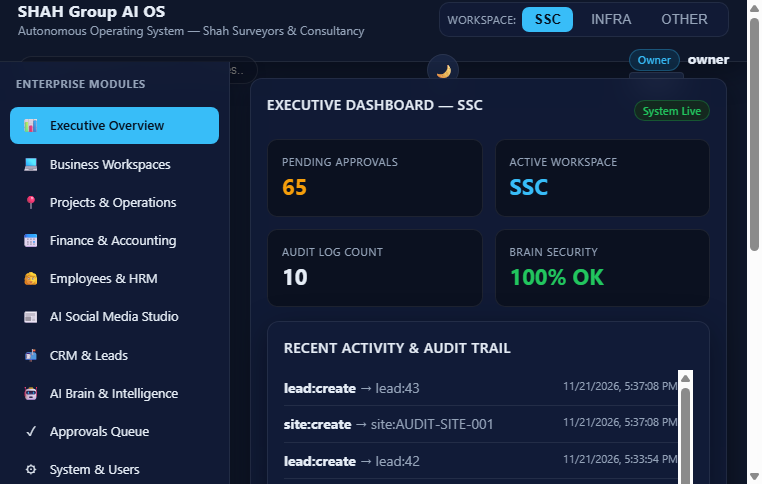 SHAH Group AI OS
Autonomous Operating System — Shah Surveyors & Consultancy
WORKSPACE: SSC INFRA OTHER
Owner owner
ENTERPRISE MODULES
Executive Overview
Business Workspaces
Projects & Operations
Finance & Accounting
Employees & HRM
AI Social Media Studio
CRM & Leads
AI Brain & Intelligence
Approvals Queue
System & Users
EXECUTIVE DASHBOARD — SSC
System Live
PENDING APPROVALS
65
ACTIVE WORKSPACE
SSC
AUDIT LOG COUNT
10
BRAIN SECURITY
100% OK
RECENT ACTIVITY & AUDIT TRAIL
lead:create → lead:43 11/21/2026, 5:37:08 PM
site:create → site:AUDIT-SITE-001 11/21/2026, 5:37:08 PM
lead:create → lead:42 11/21/2026, 5:33:54 PM